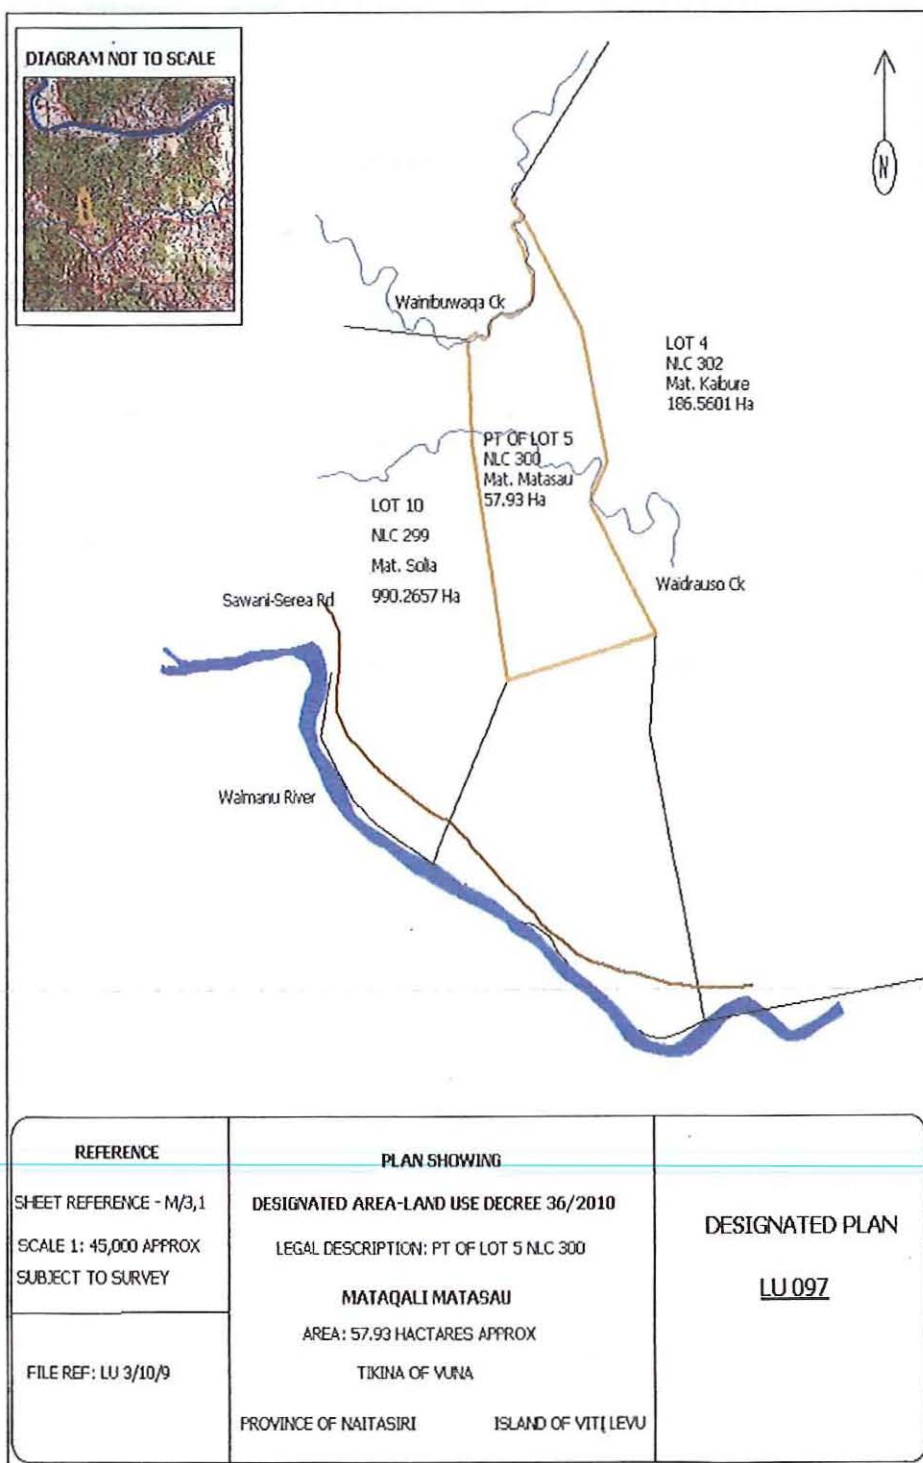 DIAGRAM NOT TO SCALE
N
Wainibuwaqa Ck
LOT 4
NLC 302
Mat. Kaibure
186.5601 Ha
PT OF LOT 5
NLC 300
Mat. Matasau
57.93 Ha
LOT 10
NLC 299
Mat. Solia
990.2657 Ha
Waidrauso Ck
Sawani-Serea Rd
Waimanu River
REFERENCE
SHEET REFERENCE - M/3,1
SCALE 1: 45,000 APPROX
SUBJECT TO SURVEY
FILE REF: LU 3/10/9
PLAN SHOWING
DESIGNATED AREA-LAND USE DECREE 36/2010
LEGAL DESCRIPTION: PT OF LOT 5 NLC 300
MATAQALI MATASAU
AREA: 57.93 HACTARES APPROX
TIKINA OF VUNA
PROVINCE OF NAITASIRI ISLAND OF VITI LEVU
DESIGNATED PLAN
LU 097